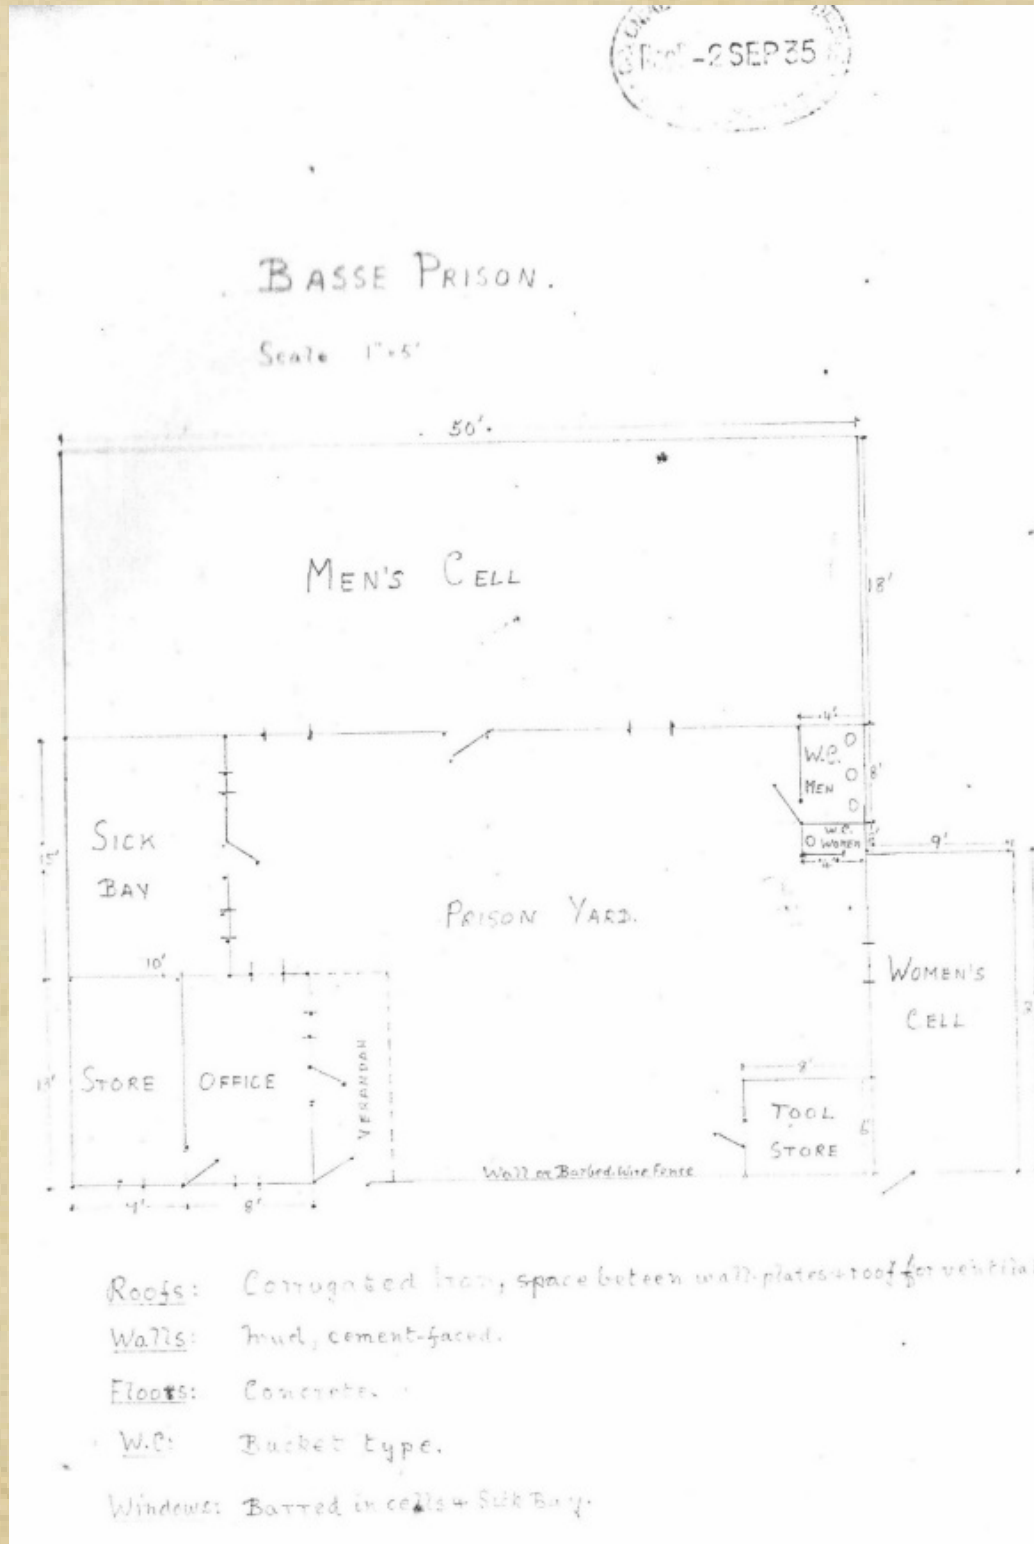 -2 SEP 35
BASSE PRISON.
Scale 1"=5'
50'.
MEN'S CELL
18'
4'
W.C.
MEN
8'
W.C.
WOMEN
4'
9'
SICK
BAY
PRISON YARD.
WOMEN'S
CELL
10'
STORE
OFFICE
VERANDAH
13'
8'
TOOL
STORE
6'
Wall or Barbed Wire Fence
8'
Roofs: Corrugated Iron, space beteen wall-plates + roof for
Walls: Mud, cement-faced.
Floors: Concrete.
W.C: Bucket type.
Windows: Barred in cells + Sick Bay.